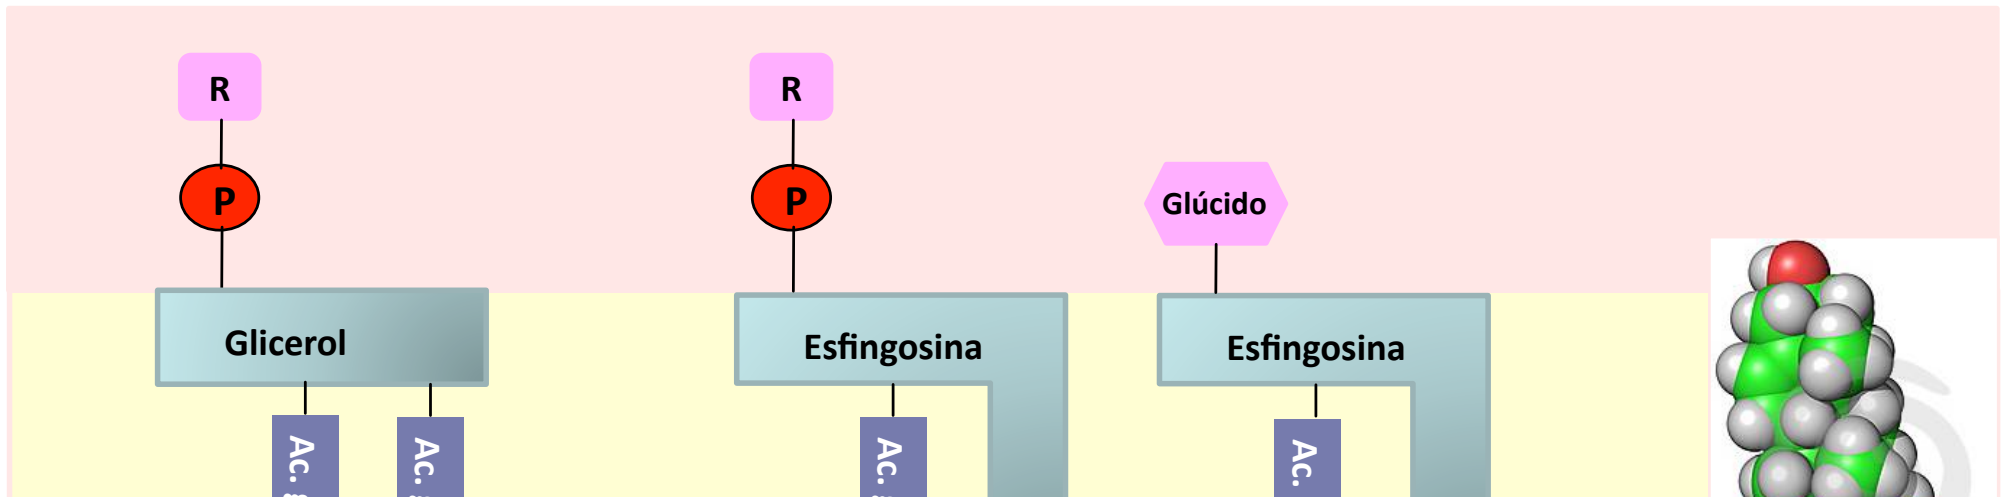 R
R
P
P
Glúcido
Glicerol
Esfingosina
Esfingosina
Ac.
Ac.
Ac.
Ac.